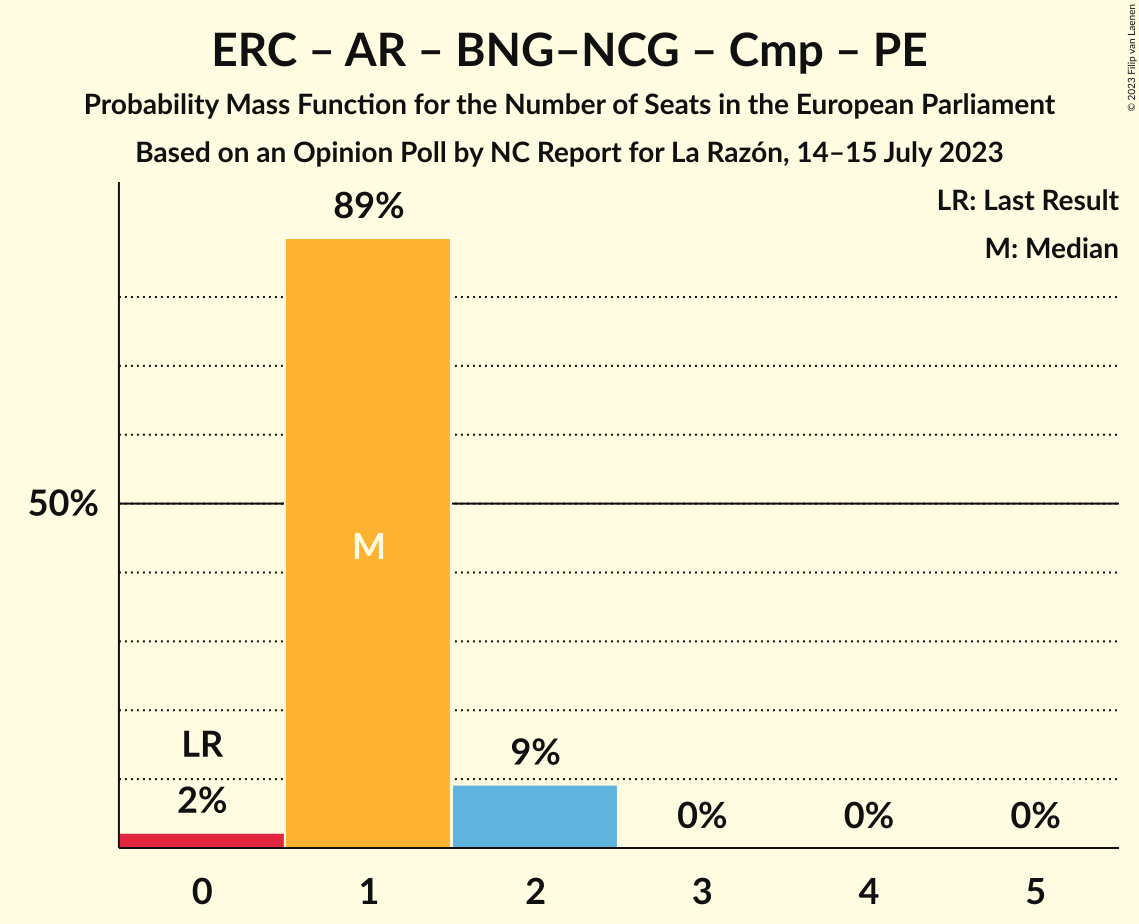 ERC – AR – BNG–NCG – Cmp – PE
Probability Mass Function for the Number of Seats in the European Parliament
Based on an Opinion Poll by NC Report for La Razón, 14–15 July 2023
© 2023 Filip van Laenen
LR: Last Result
M: Median
89%
50%
M
LR
2%
9%
0%
0%
0%
0
1
2
3
4
5